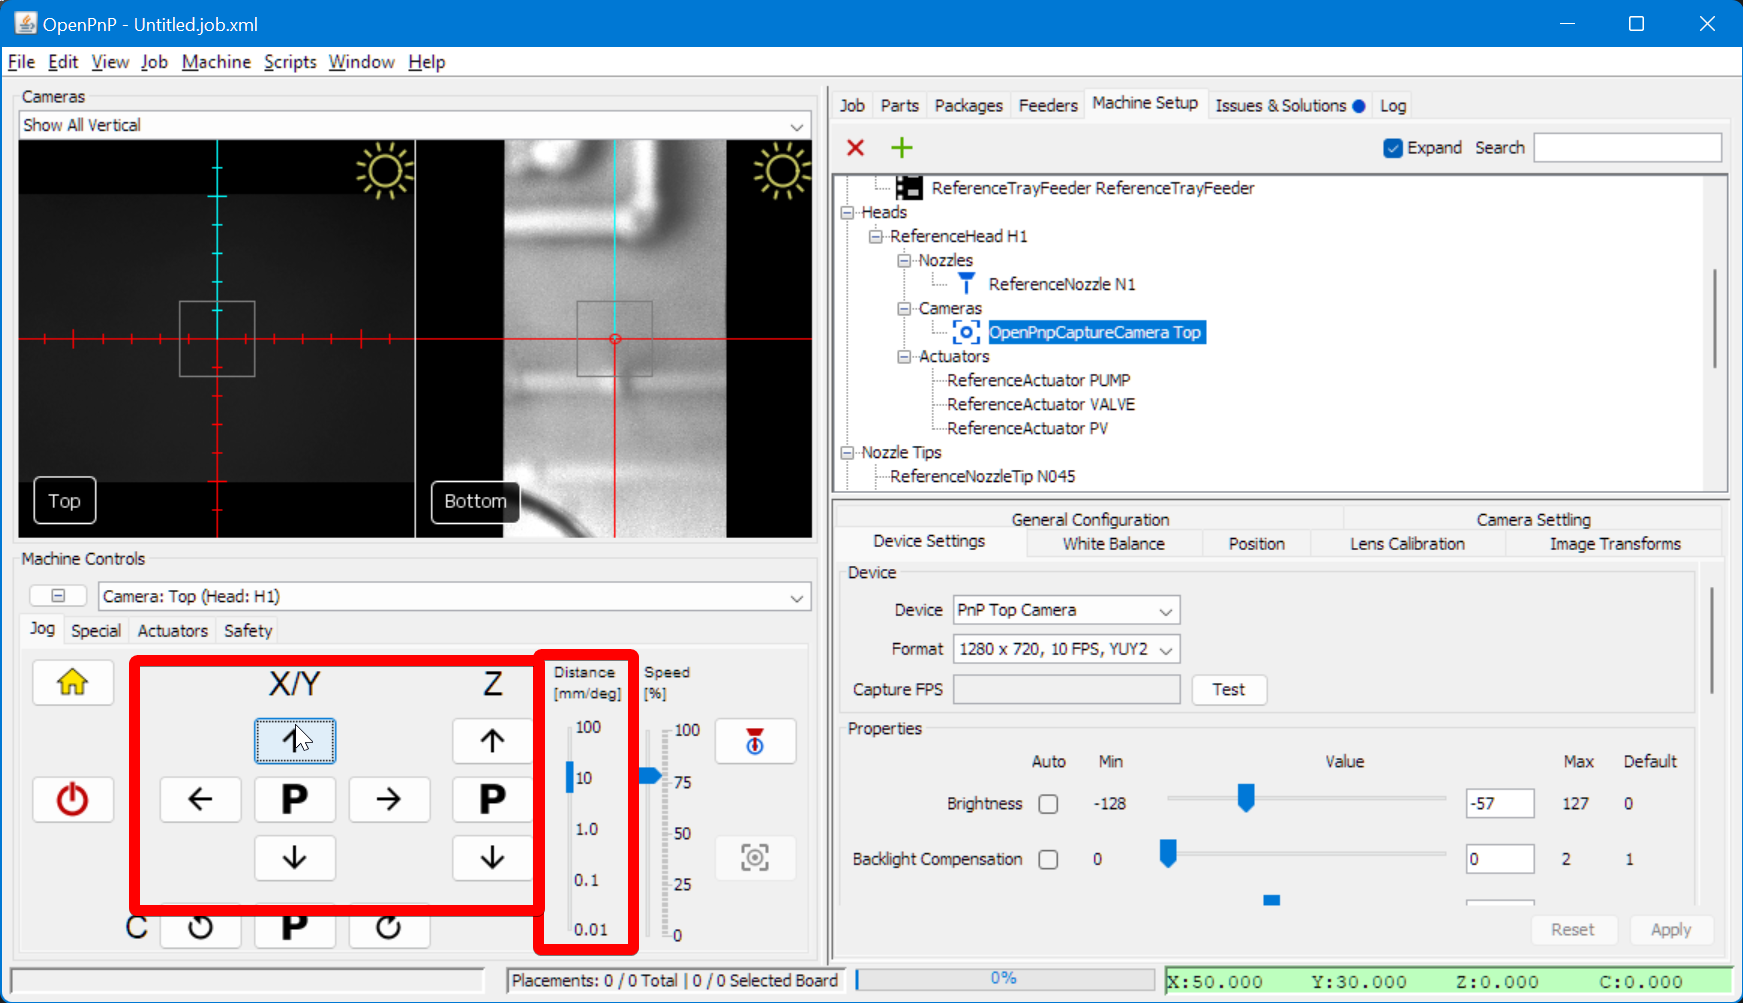 OpenPnP - Untitled.job.xml
File Edit View Job Machine Scripts Window Help
Cameras
Show All Vertical
Top
Bottom
Machine Controls
Camera: Top (Head: H1)
Jog Special Actuators Safety
X/Y Z
Distance [mm/deg]
Speed [%]
100
10
1.0
0.1
0.01
100
75
50
25
0
P P
C P
Job Parts Packages Feeders Machine Setup Issues & Solutions Log
Expand Search
ReferenceTrayFeeder ReferenceTrayFeeder
Heads
ReferenceHead H1
Nozzles
ReferenceNozzle N1
Cameras
OpenPnpCaptureCamera Top
Actuators
ReferenceActuator PUMP
ReferenceActuator VALVE
ReferenceActuator PV
Nozzle Tips
ReferenceNozzleTip N045
General Configuration Camera Settling
Device Settings White Balance Position Lens Calibration Image Transforms
Device
Device PnP Top Camera
Format 1280 x 720, 10 FPS, YUY2
Capture FPS Test
Properties
Auto Min Value Max Default
Brightness -128 -57 127 0
Backlight Compensation 0 0 2 1
Reset Apply
Placements: 0 / 0 Total | 0 / 0 Selected Board
0%
X:50.000 Y:30.000 Z:0.000 C:0.000